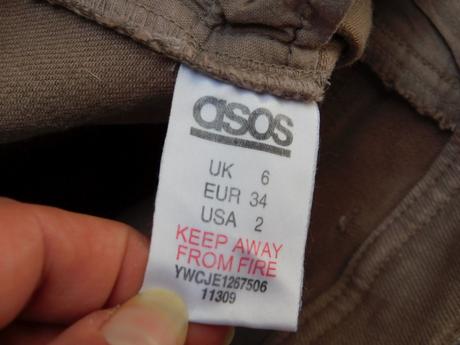 asos
UK 6
EUR 34
USA 2
KEEP AWAY
FROM FIRE
YWCJE1267506
11309